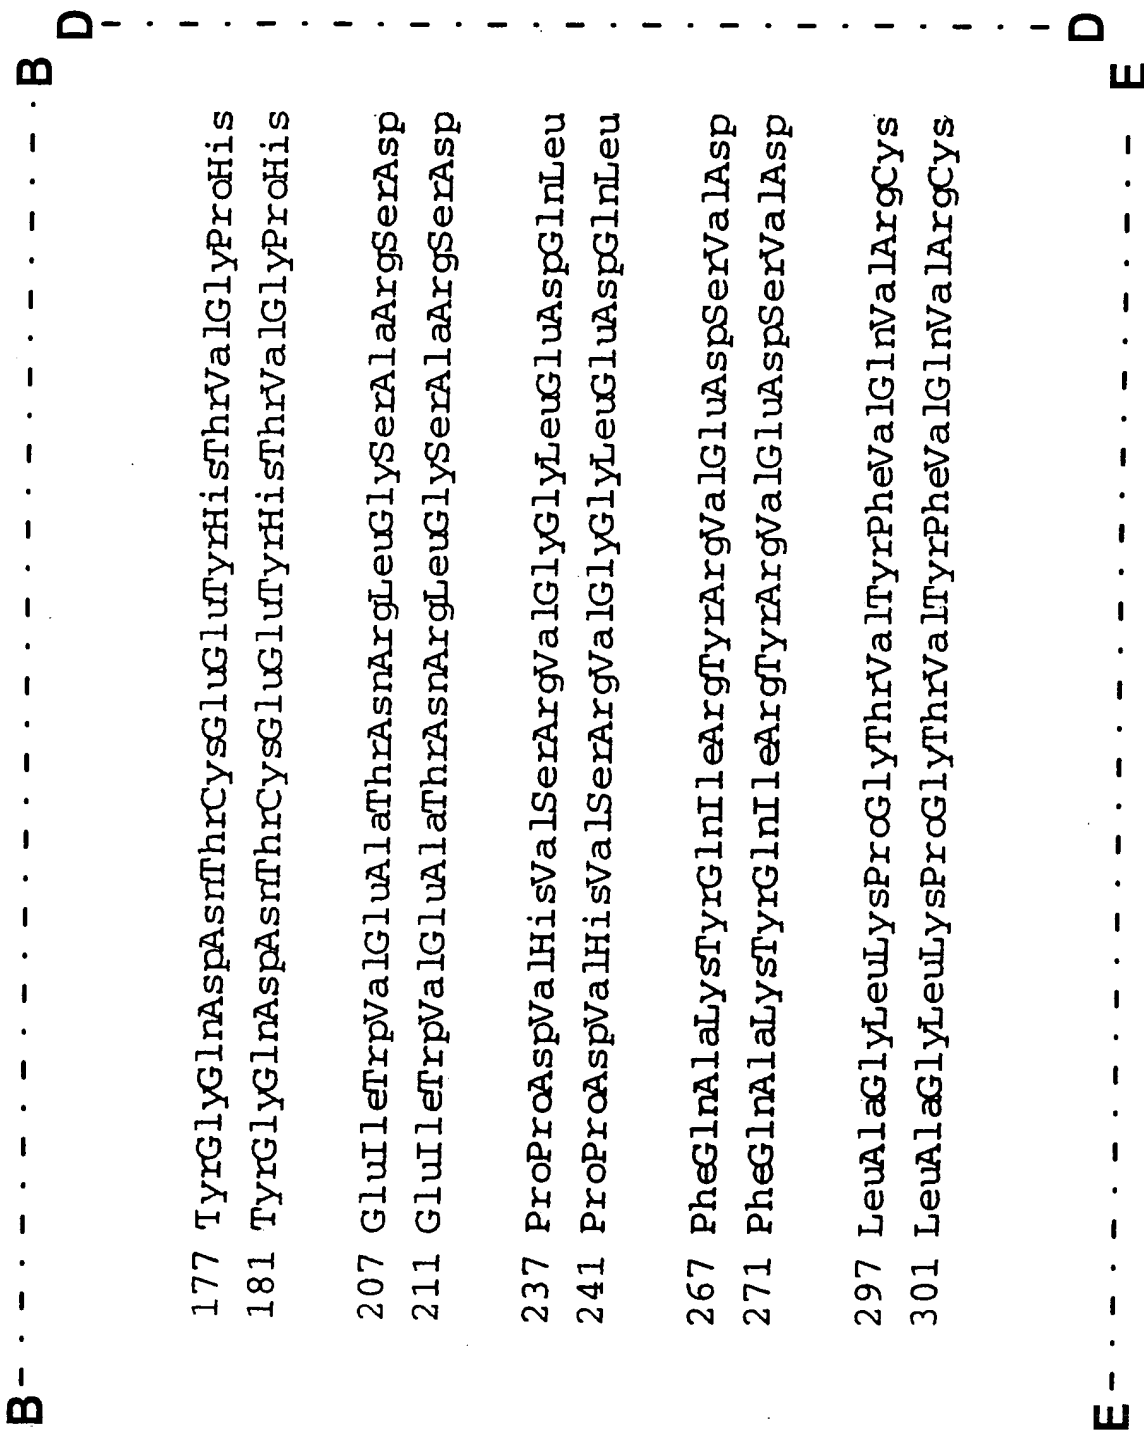 B - · - · - · - · - · - · - · - · - · - · - · B
D - · - · - · - · - · - · - · - · - D
177 TyrGlyGlnAspAsnThrCysGluGluTyrHisThrValGlyProHis
181 TyrGlyGlnAspAsnThrCysGluGluTyrHisThrValGlyProHis
207 GluIleTrpValGluAlaThrAsnArgLeuGlySerAlaArgSerAsp
211 GluIleTrpValGluAlaThrAsnArgLeuGlySerAlaArgSerAsp
237 ProProAspValHisValSerArgValGlyGlyLeuGluAspGlnLeu
241 ProProAspValHisValSerArgValGlyGlyLeuGluAspGlnLeu
267 PheGlnAlaLysTyrGlnIleArgTyrArgValGluAspSerValAsp
271 PheGlnAlaLysTyrGlnIleArgTyrArgValGluAspSerValAsp
297 LeuAlaGlyLeuLysProGlyThrValTyrPheValGlnValArgCys
301 LeuAlaGlyLeuLysProGlyThrValTyrPheValGlnValArgCys
E - · - · - · - · - · - · - · - · - · - · - E